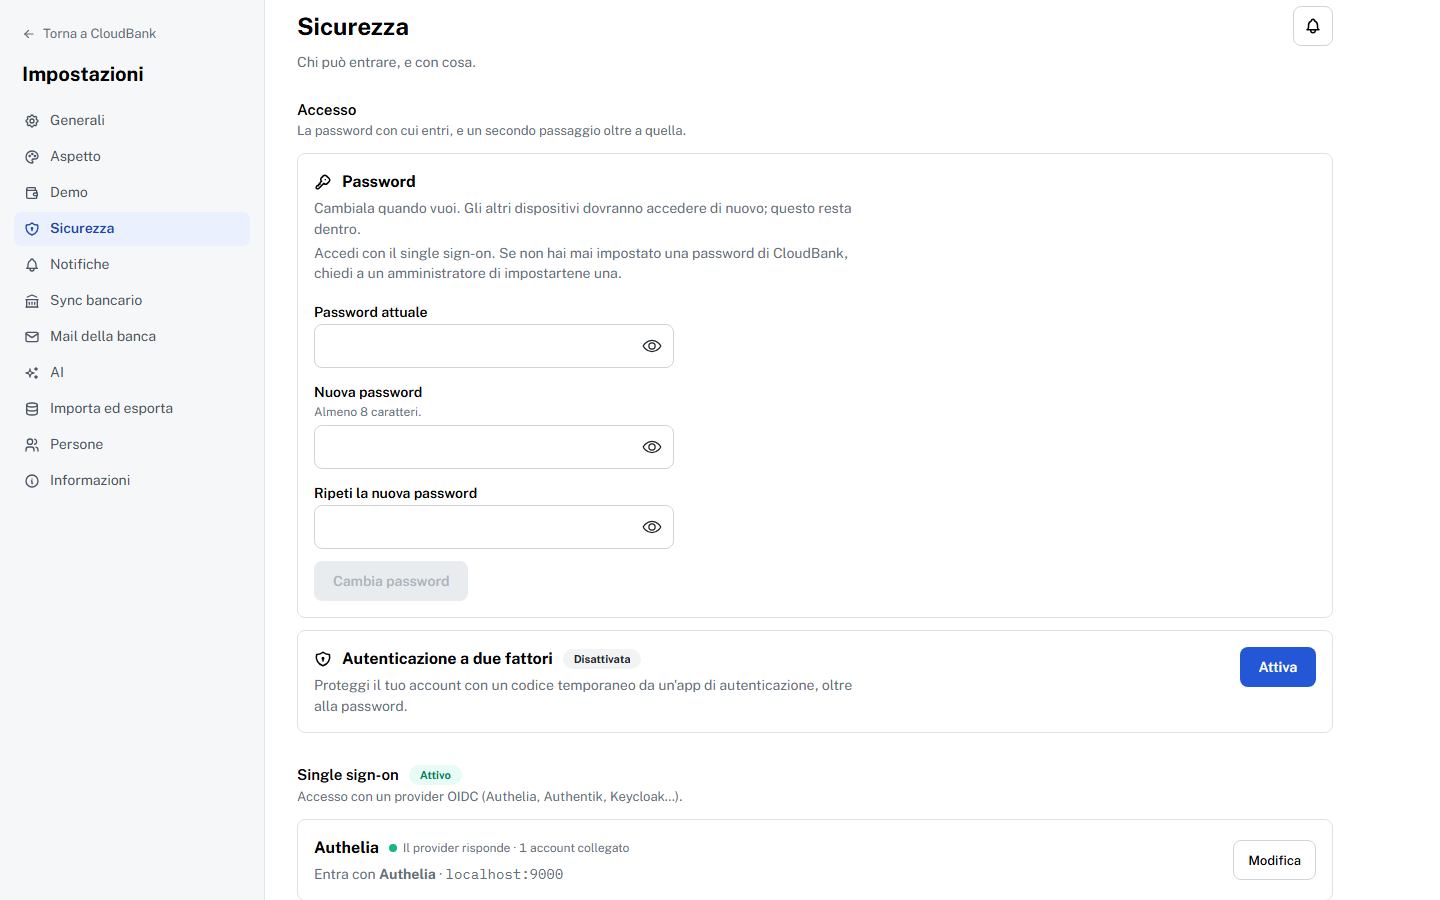 Torna a CloudBank
Impostazioni
Generali
Aspetto
Demo
Sicurezza
Notifiche
Sync bancario
Mail della banca
AI
Importa ed esporta
Persone
Informazioni
Sicurezza
Chi può entrare, e con cosa.
Accesso
La password con cui entri, e un secondo passaggio oltre a quella.
Password
Cambiala quando vuoi. Gli altri dispositivi dovranno accedere di nuovo; questo resta
dentro.
Accedi con il single sign-on. Se non hai mai impostato una password di CloudBank,
chiedi a un amministratore di impostartene una.
Password attuale
Nuova password
Almeno 8 caratteri.
Ripeti la nuova password
Cambia password
Autenticazione a due fattori Disattivata
Proteggi il tuo account con un codice temporaneo da un'app di autenticazione, oltre
alla password.
Attiva
Single sign-on Attivo
Accesso con un provider OIDC (Authelia, Authentik, Keycloak…).
Authelia Il provider risponde · 1 account collegato
Entra con Authelia · localhost:9000
Modifica